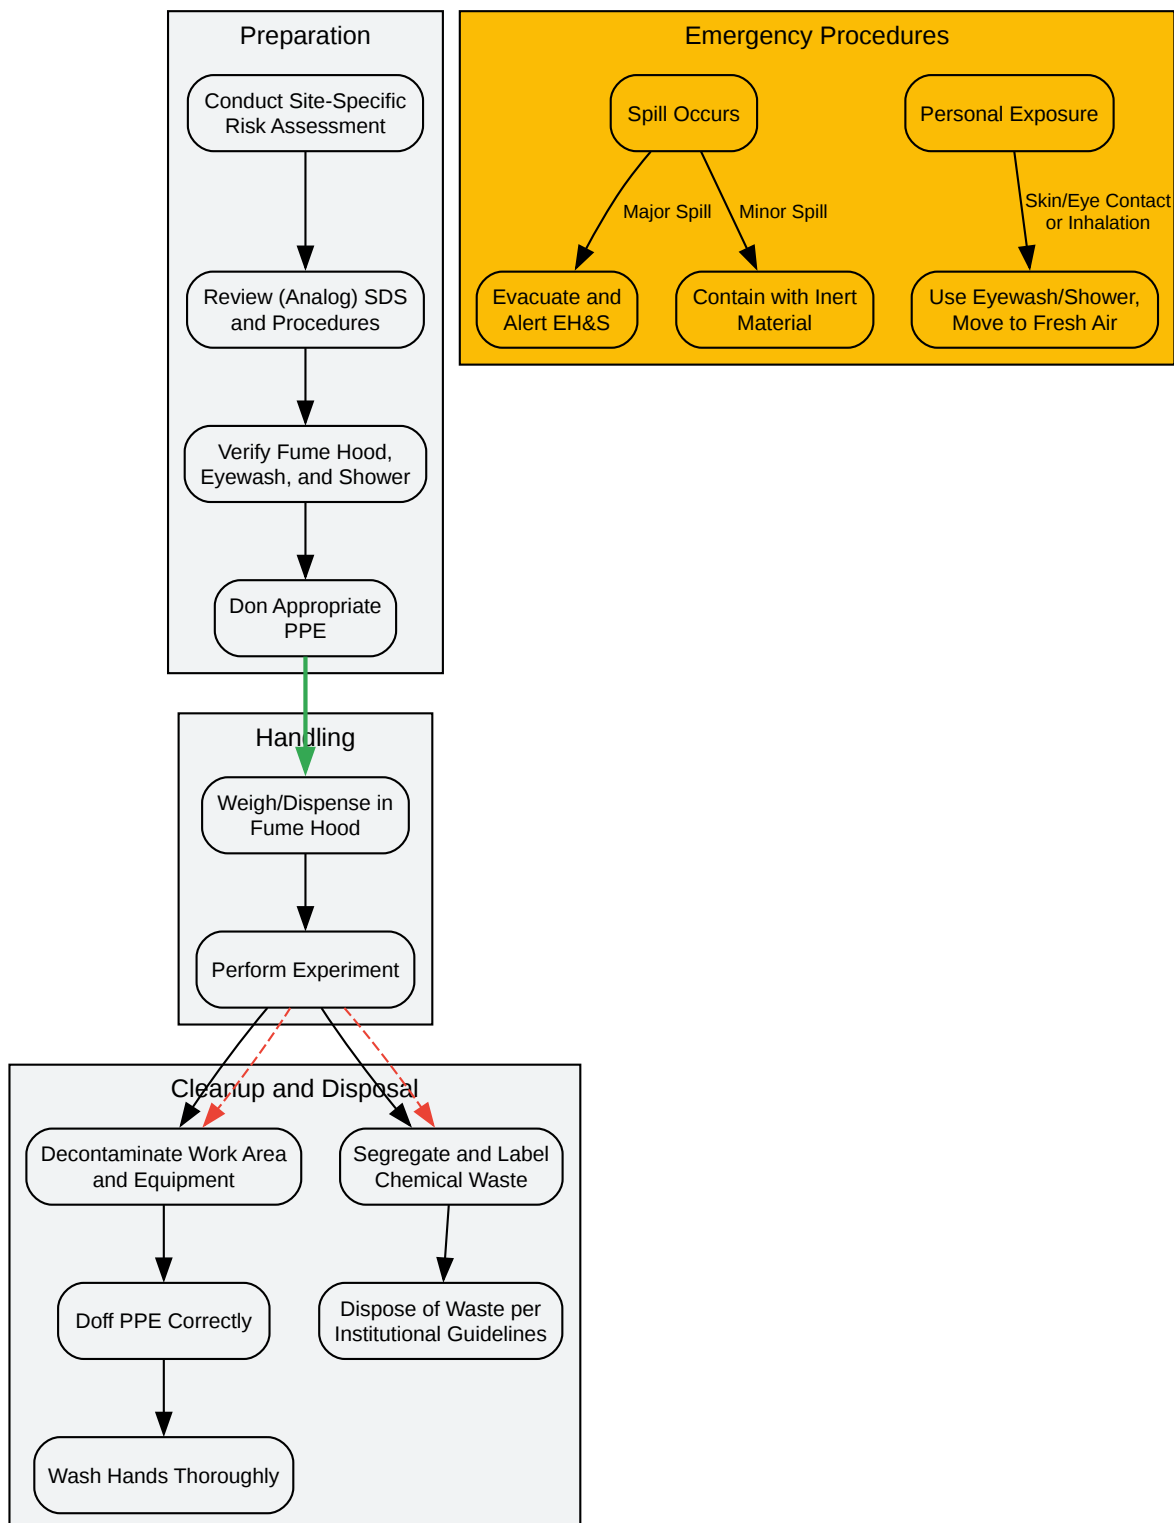 Preparation
Conduct Site-Specific
Risk Assessment
Review (Analog) SDS
and Procedures
Verify Fume Hood,
Eyewash, and Shower
Don Appropriate
PPE
Emergency Procedures
Spill Occurs
Personal Exposure
Major Spill
Minor Spill
Skin/Eye Contact
or Inhalation
Evacuate and
Alert EH&S
Contain with Inert
Material
Use Eyewash/Shower,
Move to Fresh Air
Handling
Weigh/Dispense in
Fume Hood
Perform Experiment
Cleanup and Disposal
Decontaminate Work Area
and Equipment
Segregate and Label
Chemical Waste
Doff PPE Correctly
Dispose of Waste per
Institutional Guidelines
Wash Hands Thoroughly